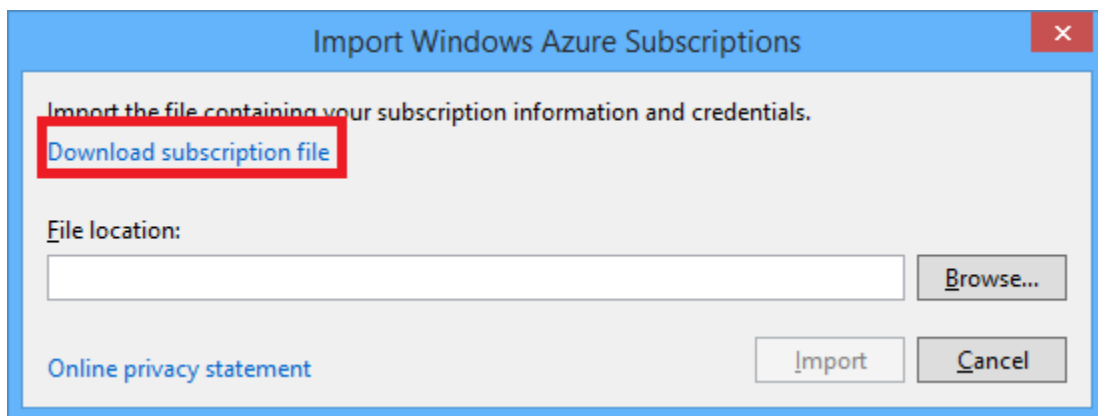 Import Windows Azure Subscriptions
Import the file containing your subscription information and credentials.
Download subscription file
File location:
Browse...
Online privacy statement
Import
Cancel